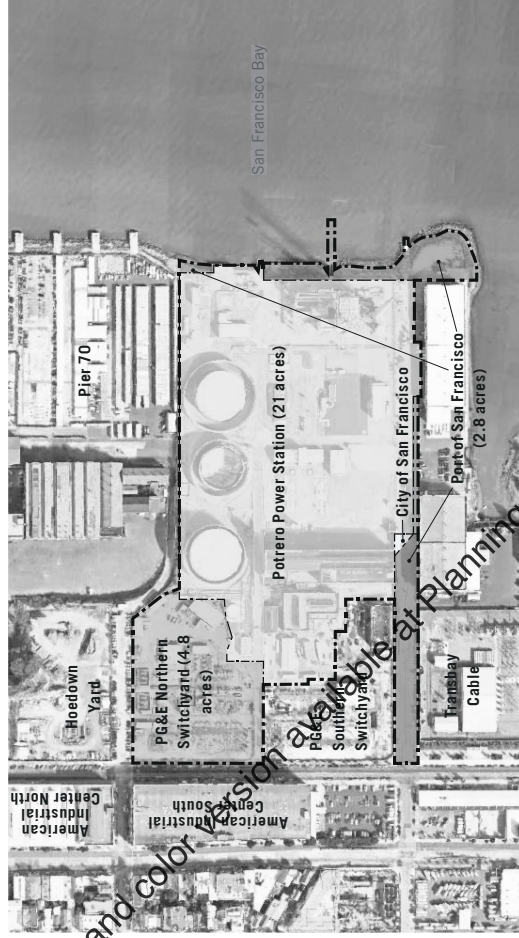 San Francisco Bay
Pier 70
Potrero Power Station (21 acres)
City of San Francisco
Port of San Francisco
(2.8 acres)
Hoedown
Yard
PG&E Northern
Switchyard (4.8
acres)
PG&E
Southern
Switchyard
Transbay
Cable
American
Industrial
Center North
American Industrial
Center South
and color version available at Planning